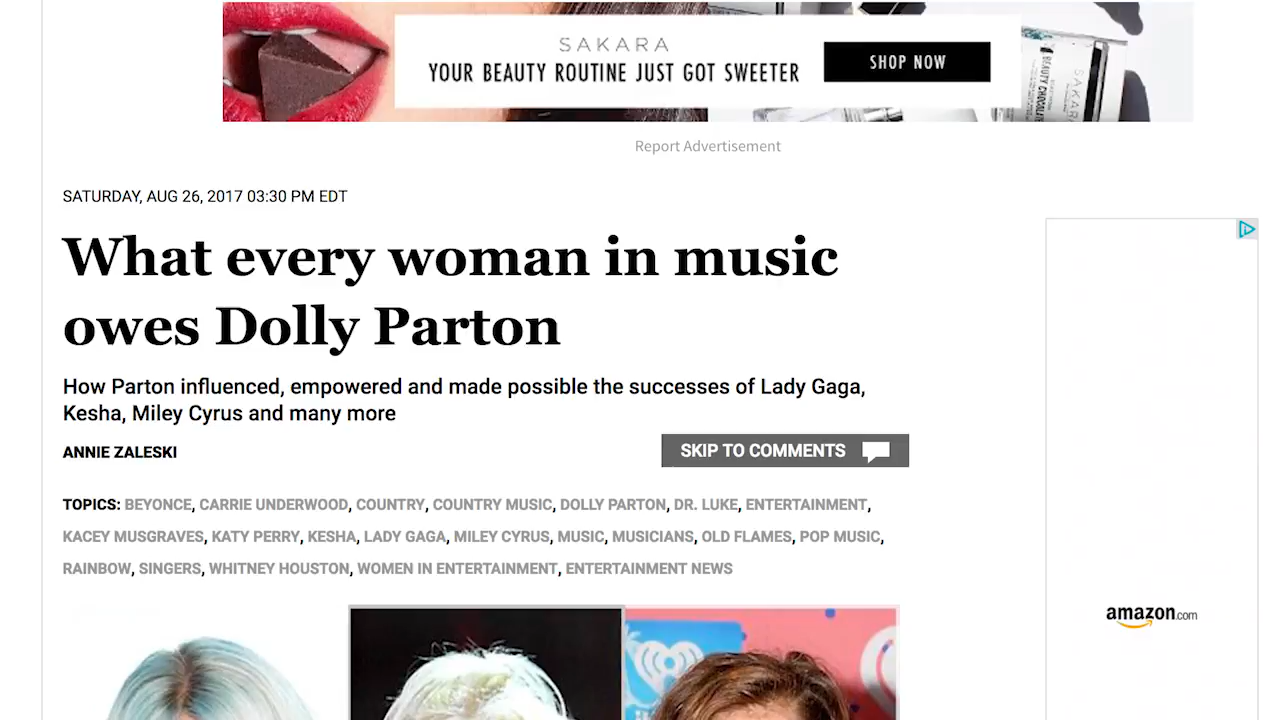 SAKARA
YOUR BEAUTY ROUTINE JUST GOT SWEETER
SHOP NOW
Report Advertisement
SATURDAY, AUG 26, 2017 03:30 PM EDT
What every woman in music
owes Dolly Parton
How Parton influenced, empowered and made possible the successes of Lady Gaga,
Kesha, Miley Cyrus and many more
ANNIE ZALESKI
SKIP TO COMMENTS
TOPICS: BEYONCE, CARRIE UNDERWOOD, COUNTRY, COUNTRY MUSIC, DOLLY PARTON, DR. LUKE, ENTERTAINMENT,
KACEY MUSGRAVES, KATY PERRY, KESHA, LADY GAGA, MILEY CYRUS, MUSIC, MUSICIANS, OLD FLAMES, POP MUSIC,
RAINBOW, SINGERS, WHITNEY HOUSTON, WOMEN IN ENTERTAINMENT, ENTERTAINMENT NEWS
amazon.com